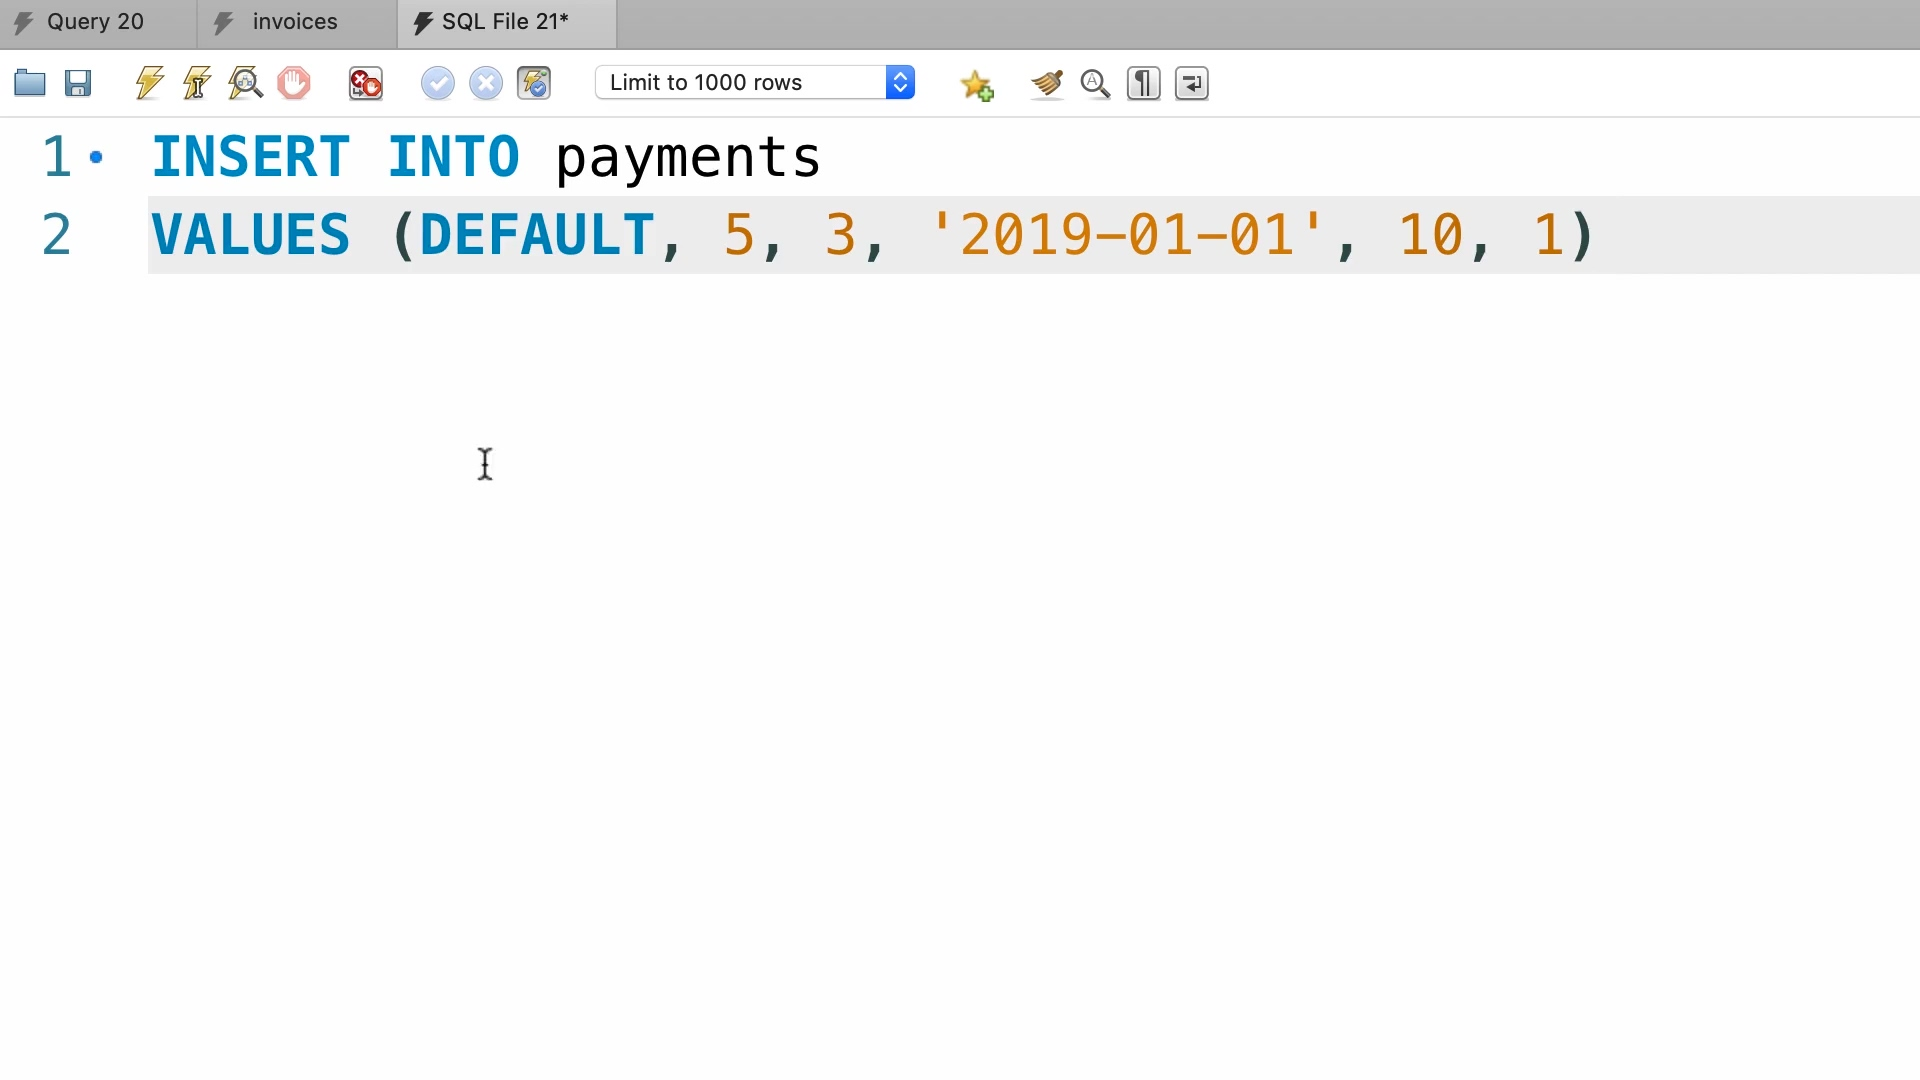 Query 20
invoices
SQL File 21*
Limit to 1000 rows
1 INSERT INTO payments
2 VALUES (DEFAULT, 5, 3, '2019-01-01', 10, 1)